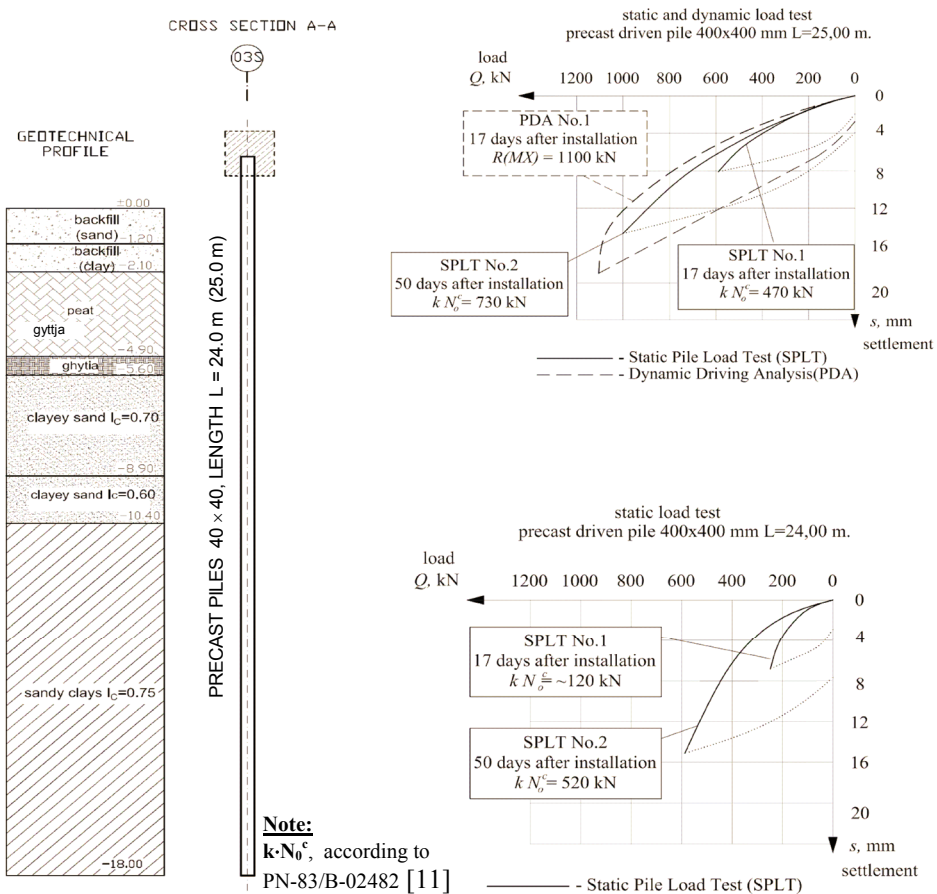 CROSS SECTION A-A
03S
GEOTECHNICAL
PROFILE
±0.00
backfill
(sand)
-1.20
backfill
(clay)
-2.10
peat
gyttja
-4.90
ghytia
-5.60
clayey sand I_C=0.70
-8.90
clayey sand I_C=0.60
-10.40
sandy clays I_C=0.75
-18.00
PRECAST PILES 40 × 40, LENGTH L = 24.0 m (25.0 m)
Note:
k·N₀ᶜ, according to
PN-83/B-02482 [11]
static and dynamic load test
precast driven pile 400x400 mm L=25,00 m.
load
Q, kN
1200 1000 800 600 400 200 0
0
4
8
12
16
20
s, mm
settlement
PDA No.1
17 days after installation
R(MX) = 1100 kN
SPLT No.2
50 days after installation
k Nₒᶜ = 730 kN
SPLT No.1
17 days after installation
k Nₒᶜ = 470 kN
- Static Pile Load Test (SPLT)
- Dynamic Driving Analysis(PDA)
static load test
precast driven pile 400x400 mm L=24,00 m.
load
Q, kN
1200 1000 800 600 400 200 0
0
4
8
12
16
20
s, mm
settlement
SPLT No.1
17 days after installation
k Nₒᶜ = ~120 kN
SPLT No.2
50 days after installation
k Nₒᶜ = 520 kN
- Static Pile Load Test (SPLT)